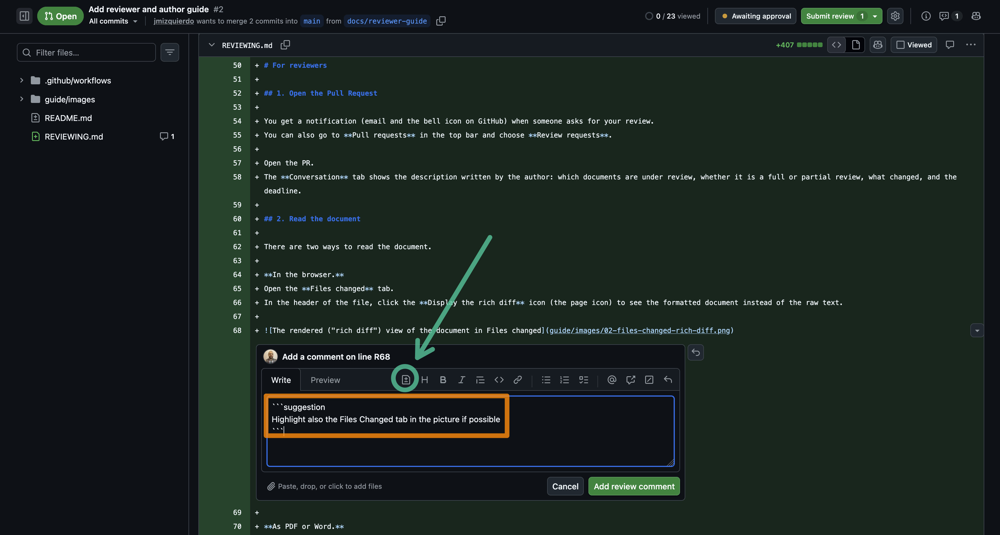 Open
Add reviewer and author guide #2
All commits
jmizquierdo wants to merge 2 commits into main from docs/reviewer-guide
0 / 23 viewed
Awaiting approval
Submit review 1
1
Filter files...
.github/workflows
guide/images
README.md
REVIEWING.md 1
REVIEWING.md
+407
Viewed
50 + # For reviewers
51 +
52 + ## 1. Open the Pull Request
53 +
54 + You get a notification (email and the bell icon on GitHub) when someone asks for your review.
55 + You can also go to **Pull requests** in the top bar and choose **Review requests**.
56 +
57 + Open the PR.
58 + The **Conversation** tab shows the description written by the author: which documents are under review, whether it is a full or partial review, what changed, and the
deadline.
59 +
60 + ## 2. Read the document
61 +
62 + There are two ways to read the document.
63 +
64 + **In the browser.**
65 + Open the **Files changed** tab.
66 + In the header of the file, click the **Display the rich diff** icon (the page icon) to see the formatted document instead of the raw text.
67 +
68 + ![The rendered ("rich diff") view of the document in Files changed](guide/images/02-files-changed-rich-diff.png)
Add a comment on line R68
Write
Preview
```suggestion
Highlight also the Files Changed tab in the picture if possible
```
Paste, drop, or click to add files
Cancel
Add review comment
69 +
70 + **As PDF or Word.**